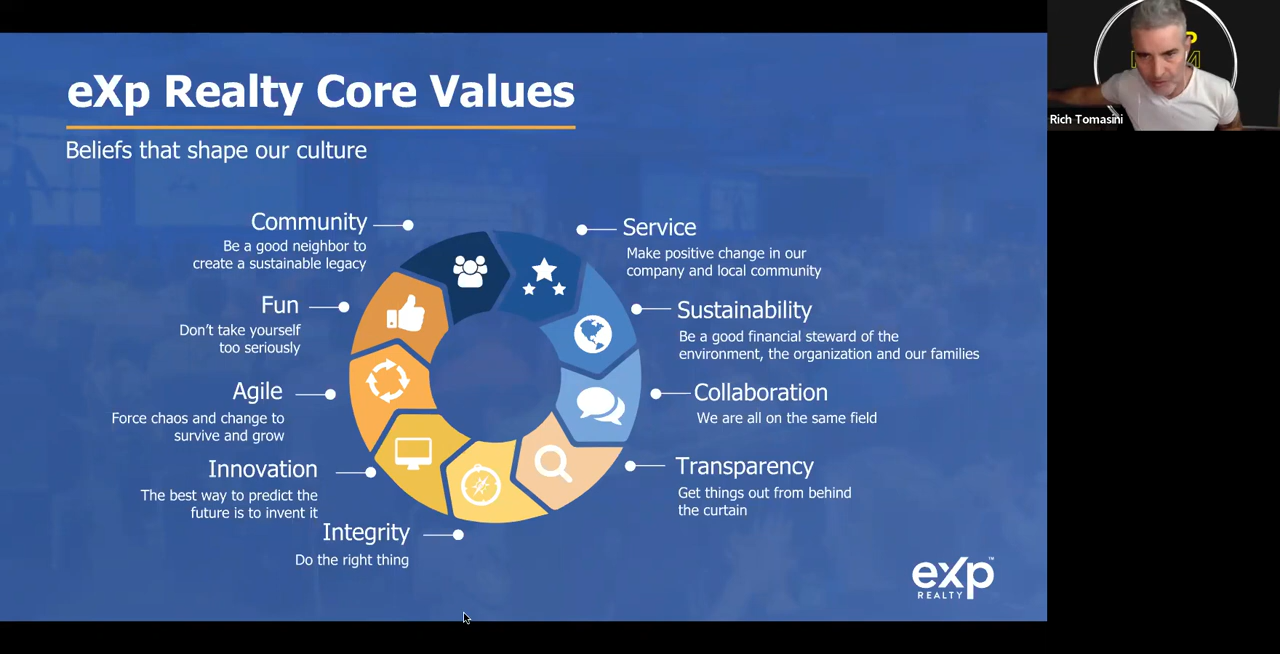 eXp Realty Core Values
Beliefs that shape our culture
Community
Be a good neighbor to
create a sustainable legacy
Fun
Don't take yourself
too seriously
Agile
Force chaos and change to
survive and grow
Innovation
The best way to predict the
future is to invent it
Integrity
Do the right thing
Service
Make positive change in our
company and local community
Sustainability
Be a good financial steward of the
environment, the organization and our families
Collaboration
We are all on the same field
Transparency
Get things out from behind
the curtain
eXp™
REALTY
Rich Tomasini